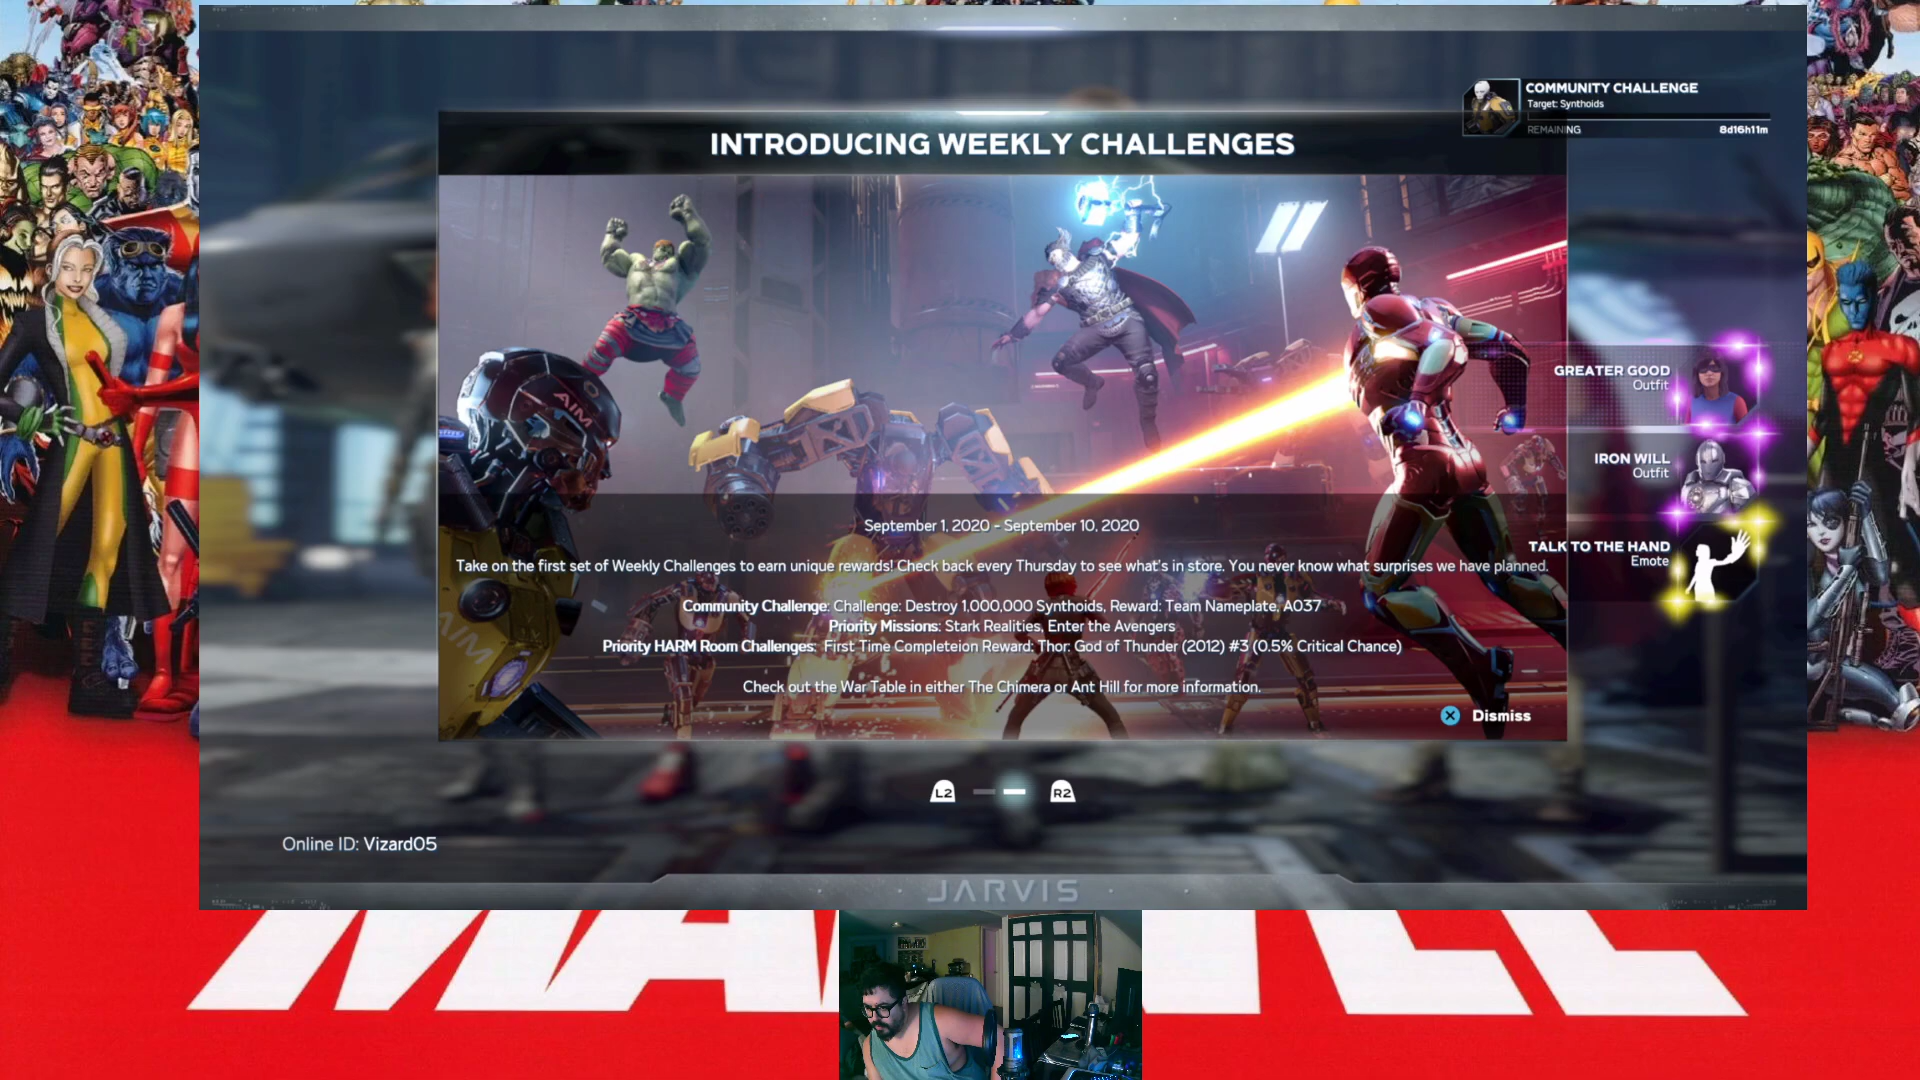 COMMUNITY CHALLENGE
Target: Synthoids
REMAINING 8d16h11m
INTRODUCING WEEKLY CHALLENGES
AIM
GREATER GOOD
Outfit
IRON WILL
Outfit
TALK TO THE HAND
Emote
September 1, 2020 - September 10, 2020
Take on the first set of Weekly Challenges to earn unique rewards! Check back every Thursday to see what's in store. You never know what surprises we have planned.
Community Challenge: Challenge: Destroy 1,000,000 Synthoids, Reward: Team Nameplate, A037
Priority Missions: Stark Realities, Enter the Avengers
Priority HARM Room Challenges: First Time Completeion Reward: Thor: God of Thunder (2012) #3 (0.5% Critical Chance)
AIM
Check out the War Table in either The Chimera or Ant Hill for more information.
Dismiss
L2 R2
Online ID: Vizard05
JARVIS